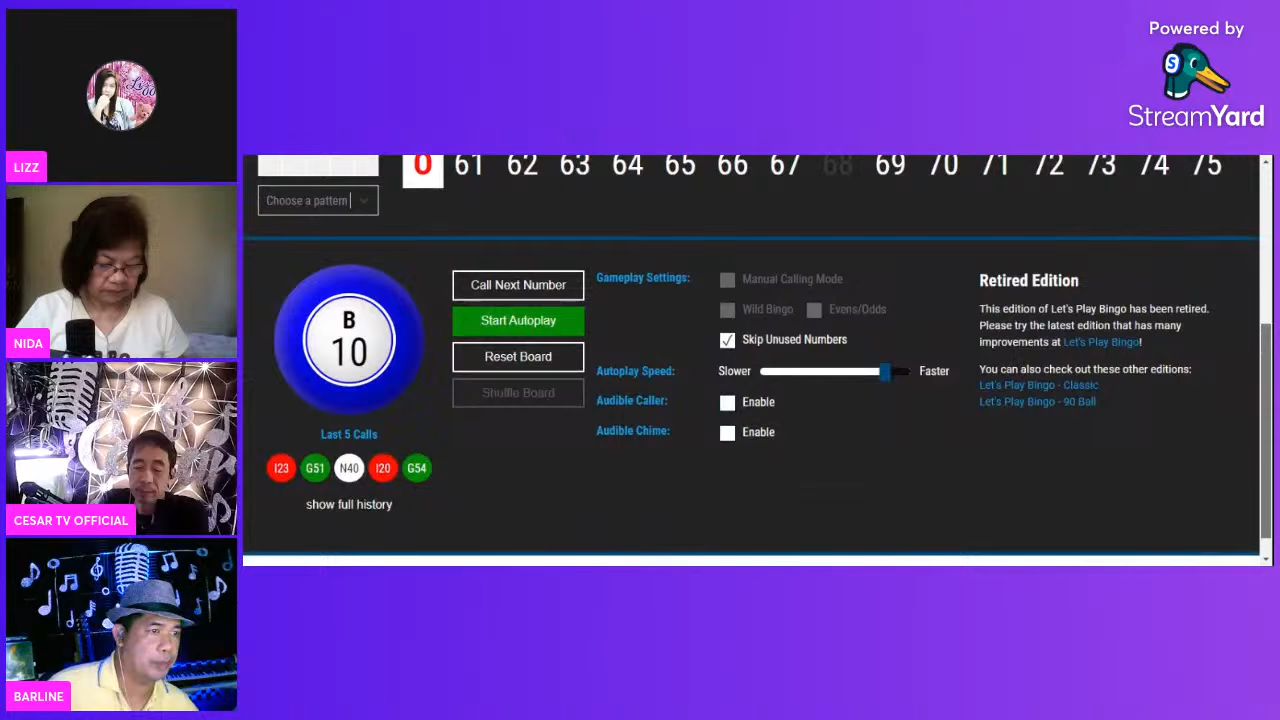 Powered by
StreamYard
LIZZ
NIDA
CESAR TV OFFICIAL
BARLINE
O 61 62 63 64 65 66 67 68 69 70 71 72 73 74 75
Choose a pattern
B
10
Last 5 Calls
I23 G51 N40 I20 G54
show full history
Call Next Number
Start Autoplay
Reset Board
Shuffle Board
Gameplay Settings:
Manual Calling Mode
Wild Bingo Evens/Odds
Skip Unused Numbers
Autoplay Speed: Slower Faster
Audible Caller: Enable
Audible Chime: Enable
Retired Edition
This edition of Let's Play Bingo has been retired.
Please try the latest edition that has many
improvements at Let's Play Bingo!
You can also check out these other editions:
Let's Play Bingo - Classic
Let's Play Bingo - 90 Ball